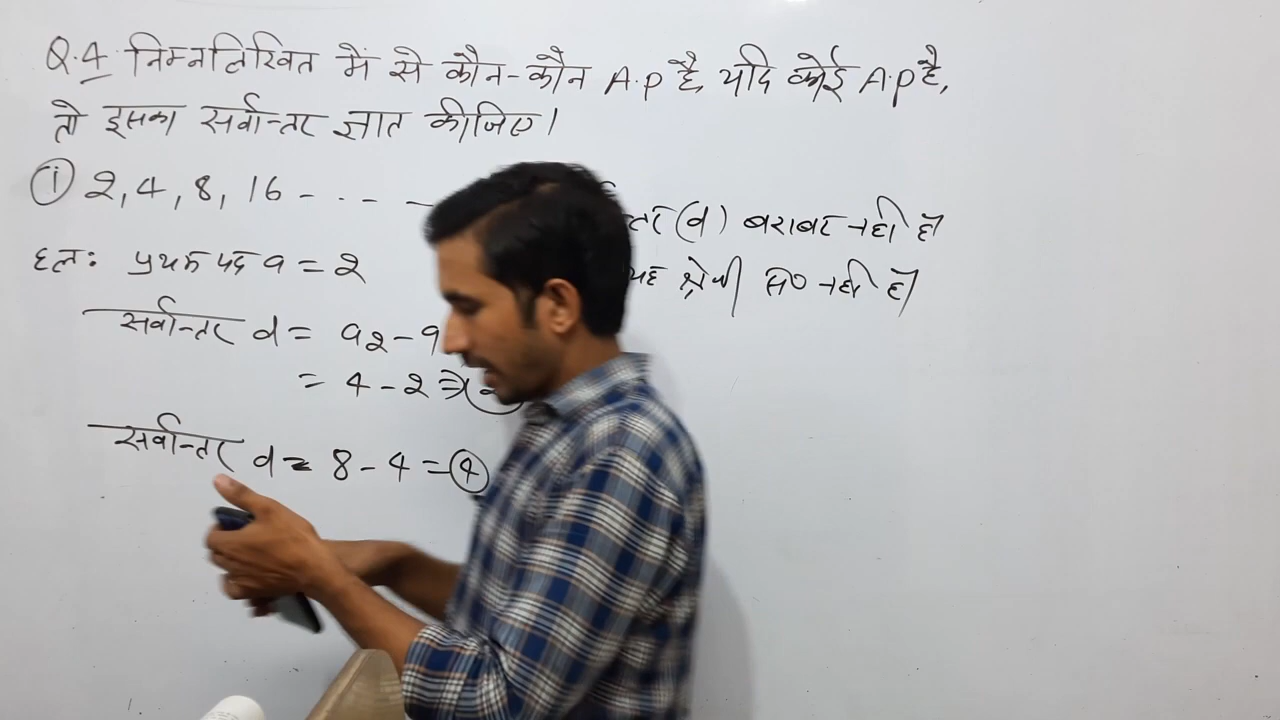 Q.4 निम्नलिखित में से कौन-कौन A.P है, यदि कोई A.P है,
तो इसका सर्वान्तर ज्ञात कीजिए।
(i) 2, 4, 8, 16 - - - -
हल: प्रथम पद a = 2
सर्वान्तर d = a2 - a
= 4 - 2 ⇒
सर्वान्तर d = 8 - 4 = 4
(d) बराबर नही है
यह श्रेणी स० नही है